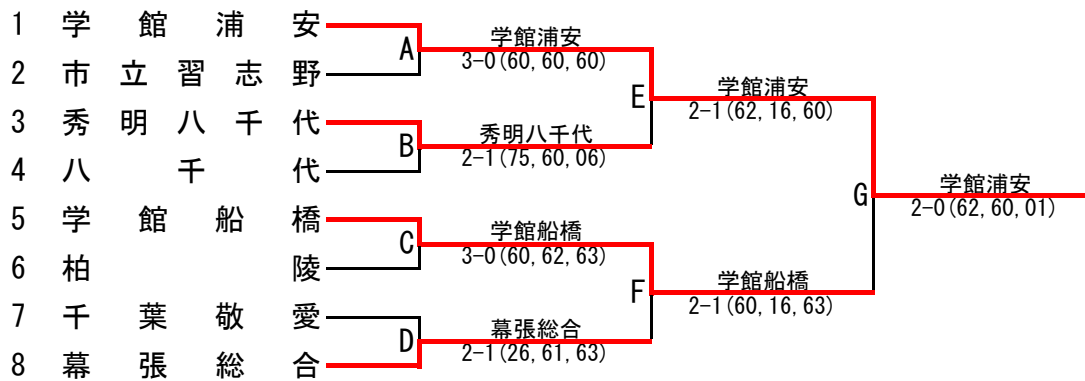 1 学館浦安
2 市立習志野
3 秀明八千代
4 八千代
5 学館船橋
6 柏陵
7 千葉敬愛
8 幕張総合
A
学館浦安
3-0(60, 60, 60)
B
秀明八千代
2-1(75, 60, 06)
C
学館船橋
3-0(60, 62, 63)
D
幕張総合
2-1(26, 61, 63)
E
学館浦安
2-1(62, 16, 60)
F
学館船橋
2-1(60, 16, 63)
G
学館浦安
2-0(62, 60, 01)